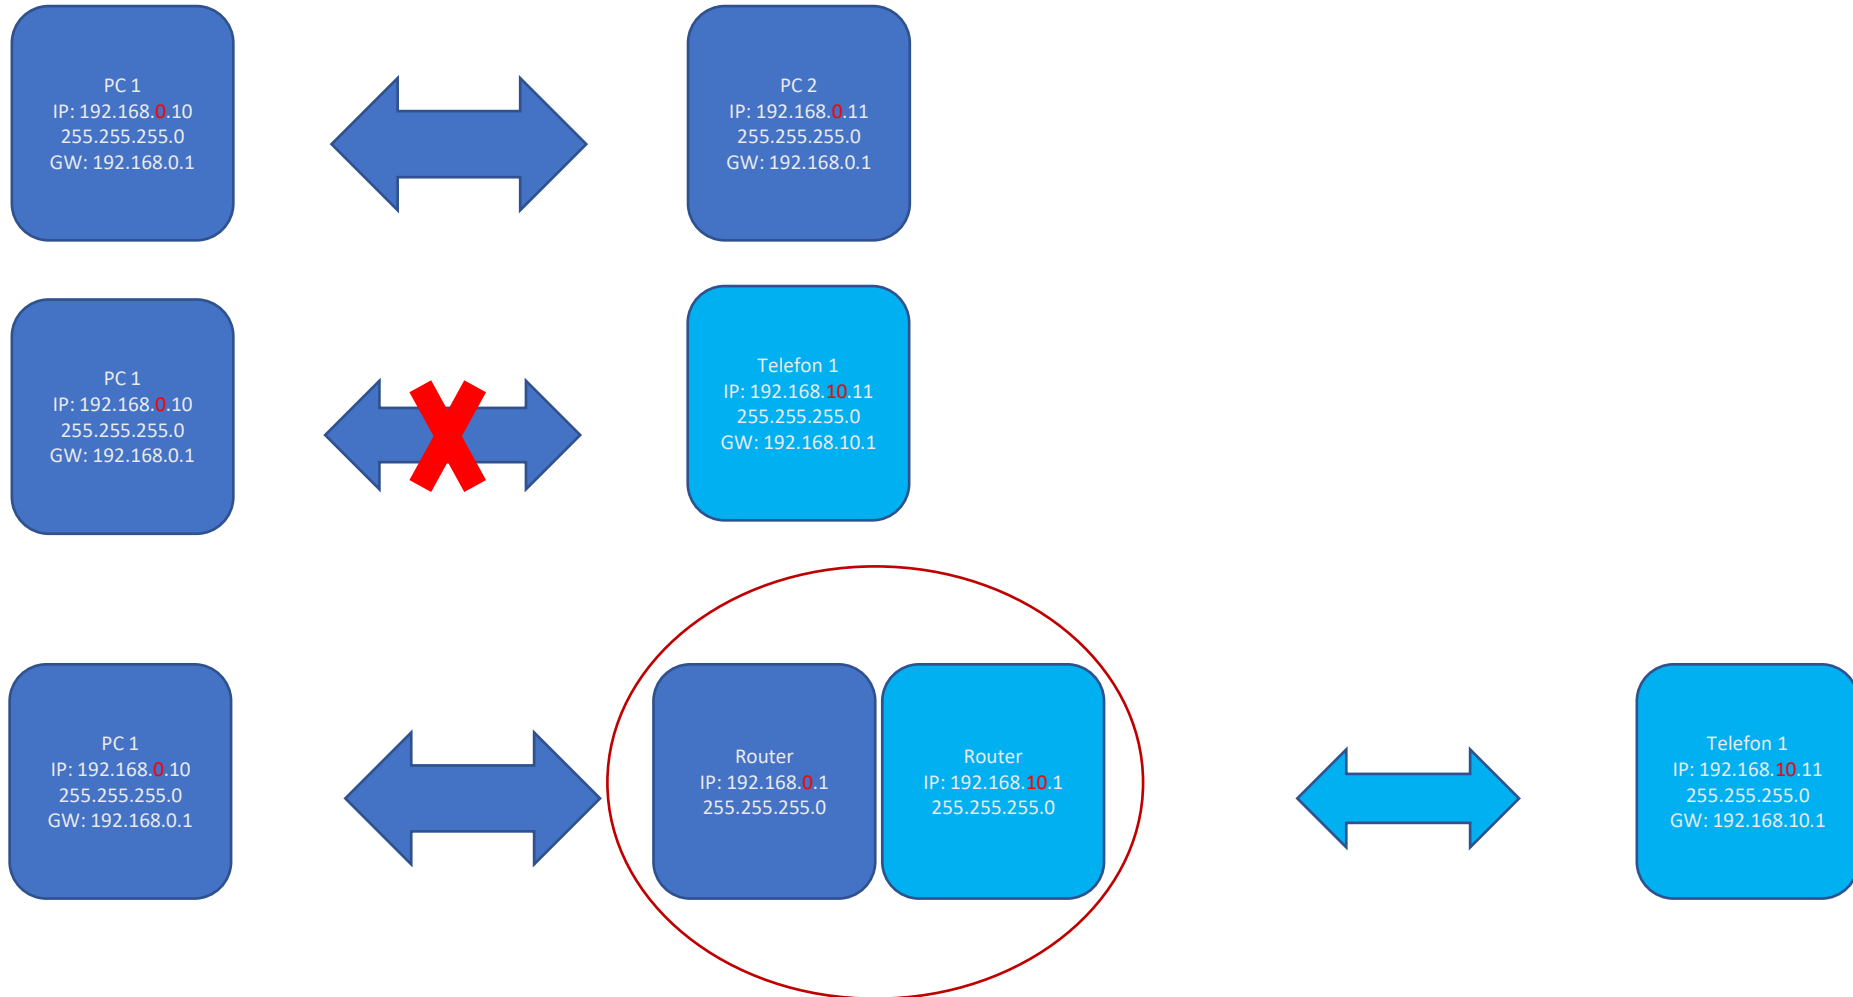 PC 1
IP: 192.168.0.10
255.255.255.0
GW: 192.168.0.1
PC 2
IP: 192.168.0.11
255.255.255.0
GW: 192.168.0.1
PC 1
IP: 192.168.0.10
255.255.255.0
GW: 192.168.0.1
Telefon 1
IP: 192.168.10.11
255.255.255.0
GW: 192.168.10.1
PC 1
IP: 192.168.0.10
255.255.255.0
GW: 192.168.0.1
Router
IP: 192.168.0.1
255.255.255.0
Router
IP: 192.168.10.1
255.255.255.0
Telefon 1
IP: 192.168.10.11
255.255.255.0
GW: 192.168.10.1